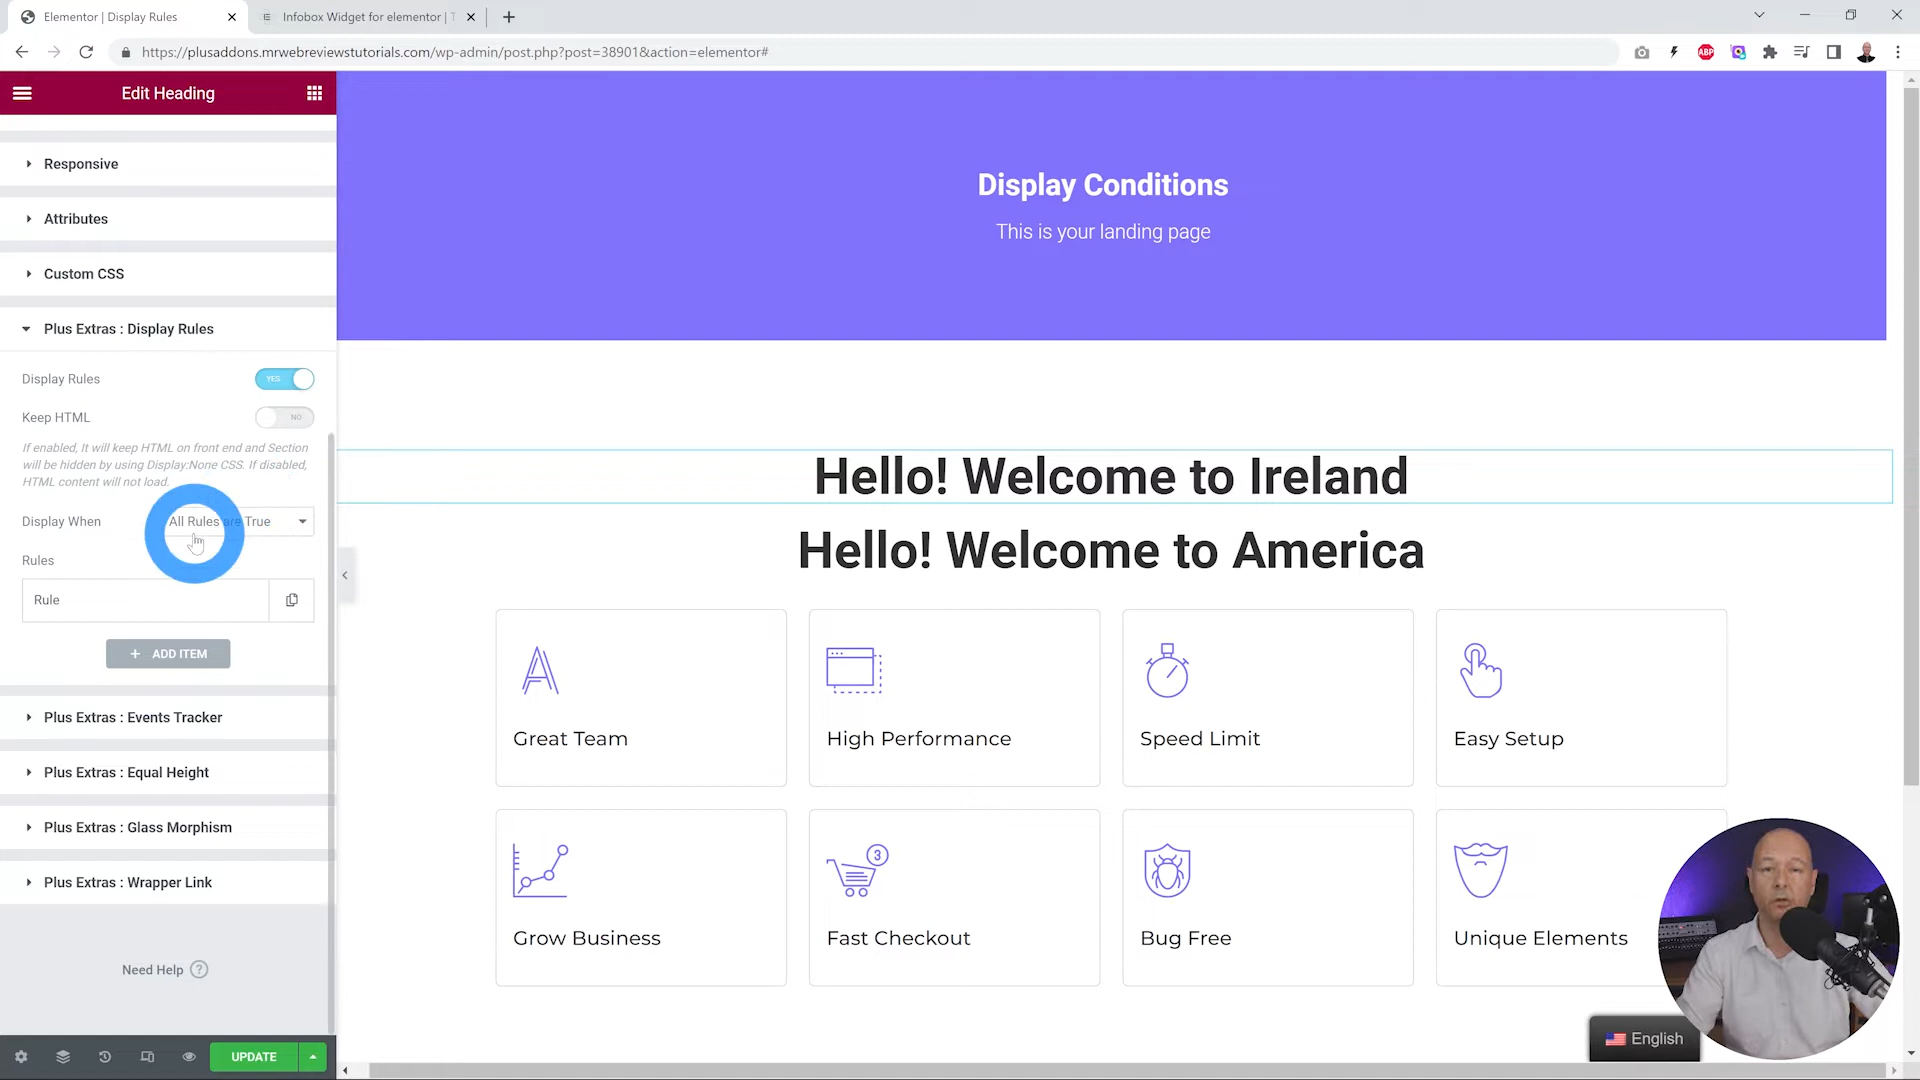 Elementor | Display Rules
Infobox Widget for elementor | T
https://plusaddons.mrwebreviewstutorials.com/wp-admin/post.php?post=38901&action=elementor#
ABP
Edit Heading
Responsive
Attributes
Custom CSS
Plus Extras : Display Rules
Display Rules
YES
Keep HTML
NO
If enabled, It will keep HTML on front end and Section
will be hidden by using Display:None CSS. If disabled,
HTML content will not load.
Display When
All Rules are True
Rules
Rule
+ ADD ITEM
Plus Extras : Events Tracker
Plus Extras : Equal Height
Plus Extras : Glass Morphism
Plus Extras : Wrapper Link
Need Help ?
UPDATE
Display Conditions
This is your landing page
Hello! Welcome to Ireland
Hello! Welcome to America
Great Team
High Performance
Speed Limit
Easy Setup
Grow Business
3
Fast Checkout
Bug Free
Unique Elements
English